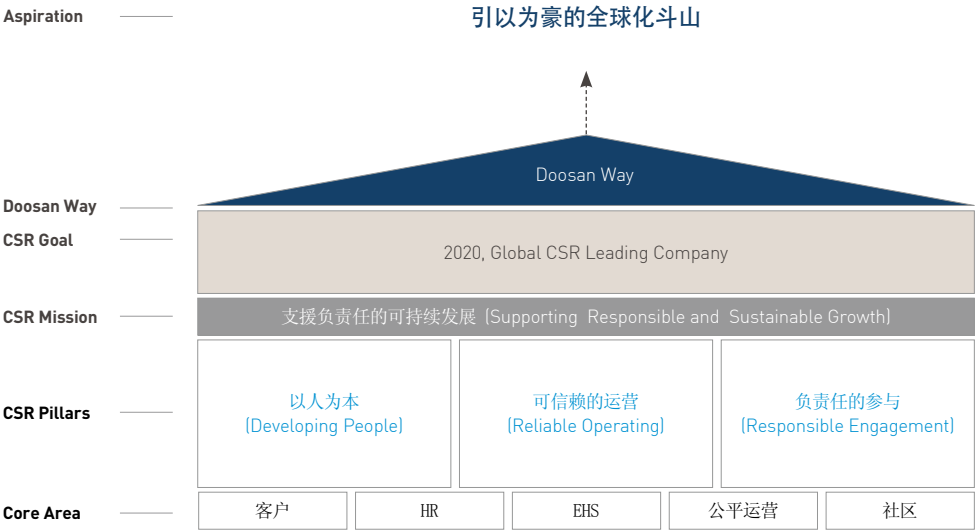 Aspiration
引以为豪的全球化斗山
Doosan Way
Doosan Way
CSR Goal
2020, Global CSR Leading Company
CSR Mission
支援负责任的可持续发展 (Supporting Responsible and Sustainable Growth)
CSR Pillars
以人为本
(Developing People)
可信赖的运营
(Reliable Operating)
负责任的参与
(Responsible Engagement)
Core Area
客户
HR
EHS
公平运营
社区